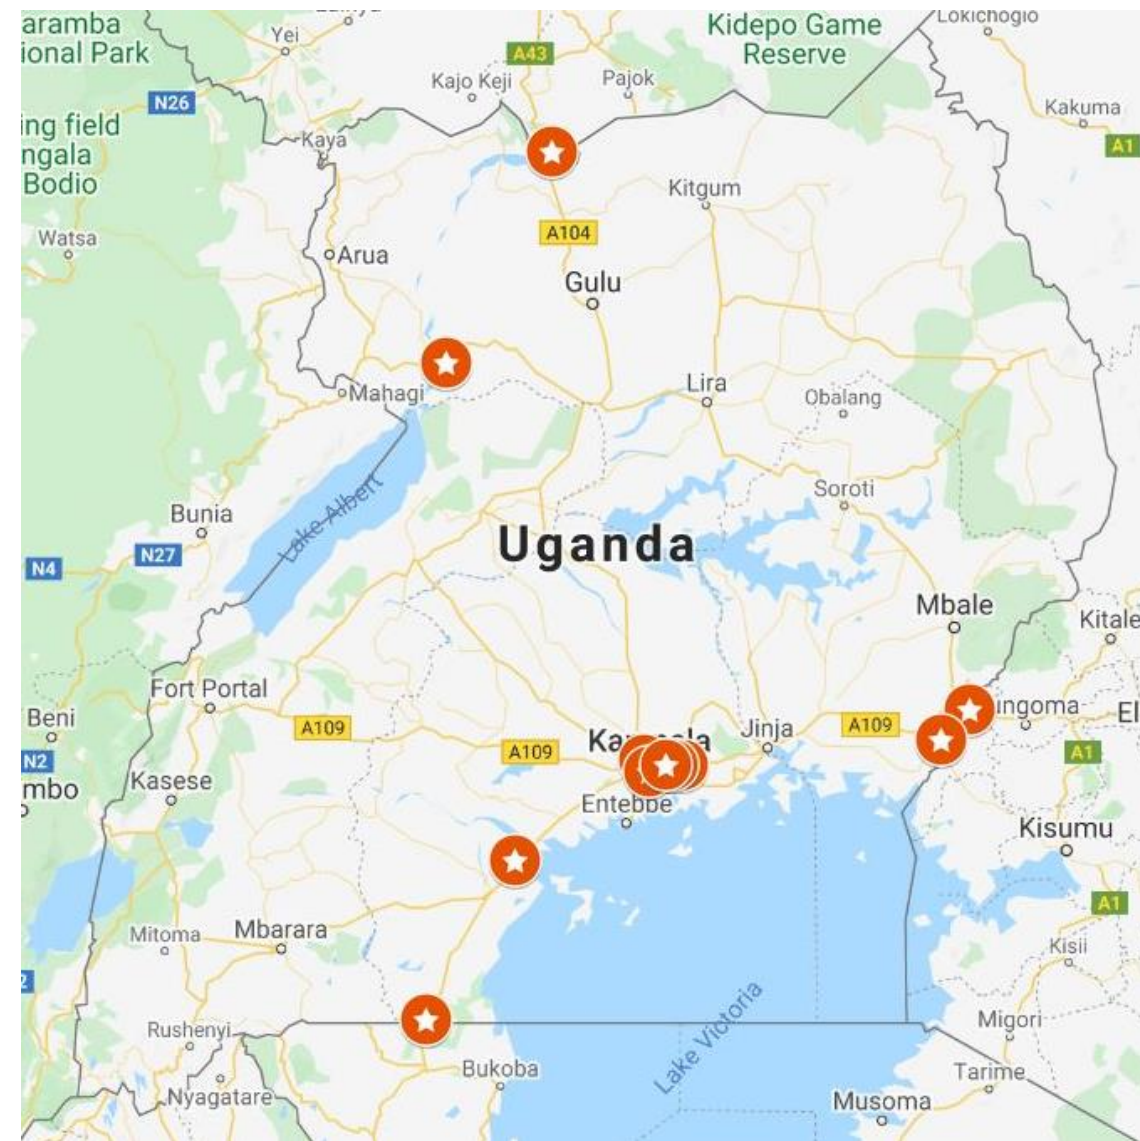 aramba
ional Park
Yei
A43
Kidepo Game
Reserve
Lokichogio
Kajo Keji
Pajok
N26
Kakuma
ing field
ngala
Bodio
Kaya
A1
Kitgum
Watsa
A104
Arua
Gulu
Mahagi
Lira
Obalang
Lake Albert
Soroti
Bunia
Uganda
N27
N4
Mbale
Kitale
Fort Portal
Beni
A109
Jinja
A109
ingoma
El
A109
A1
N2
mbo
Kasese
Entebbe
Kisumu
A1
Mitoma
Mbarara
Kisii
2
Lake Victoria
Rushenyi
Migori
Bukoba
Tarime
Nyagatare
Musoma